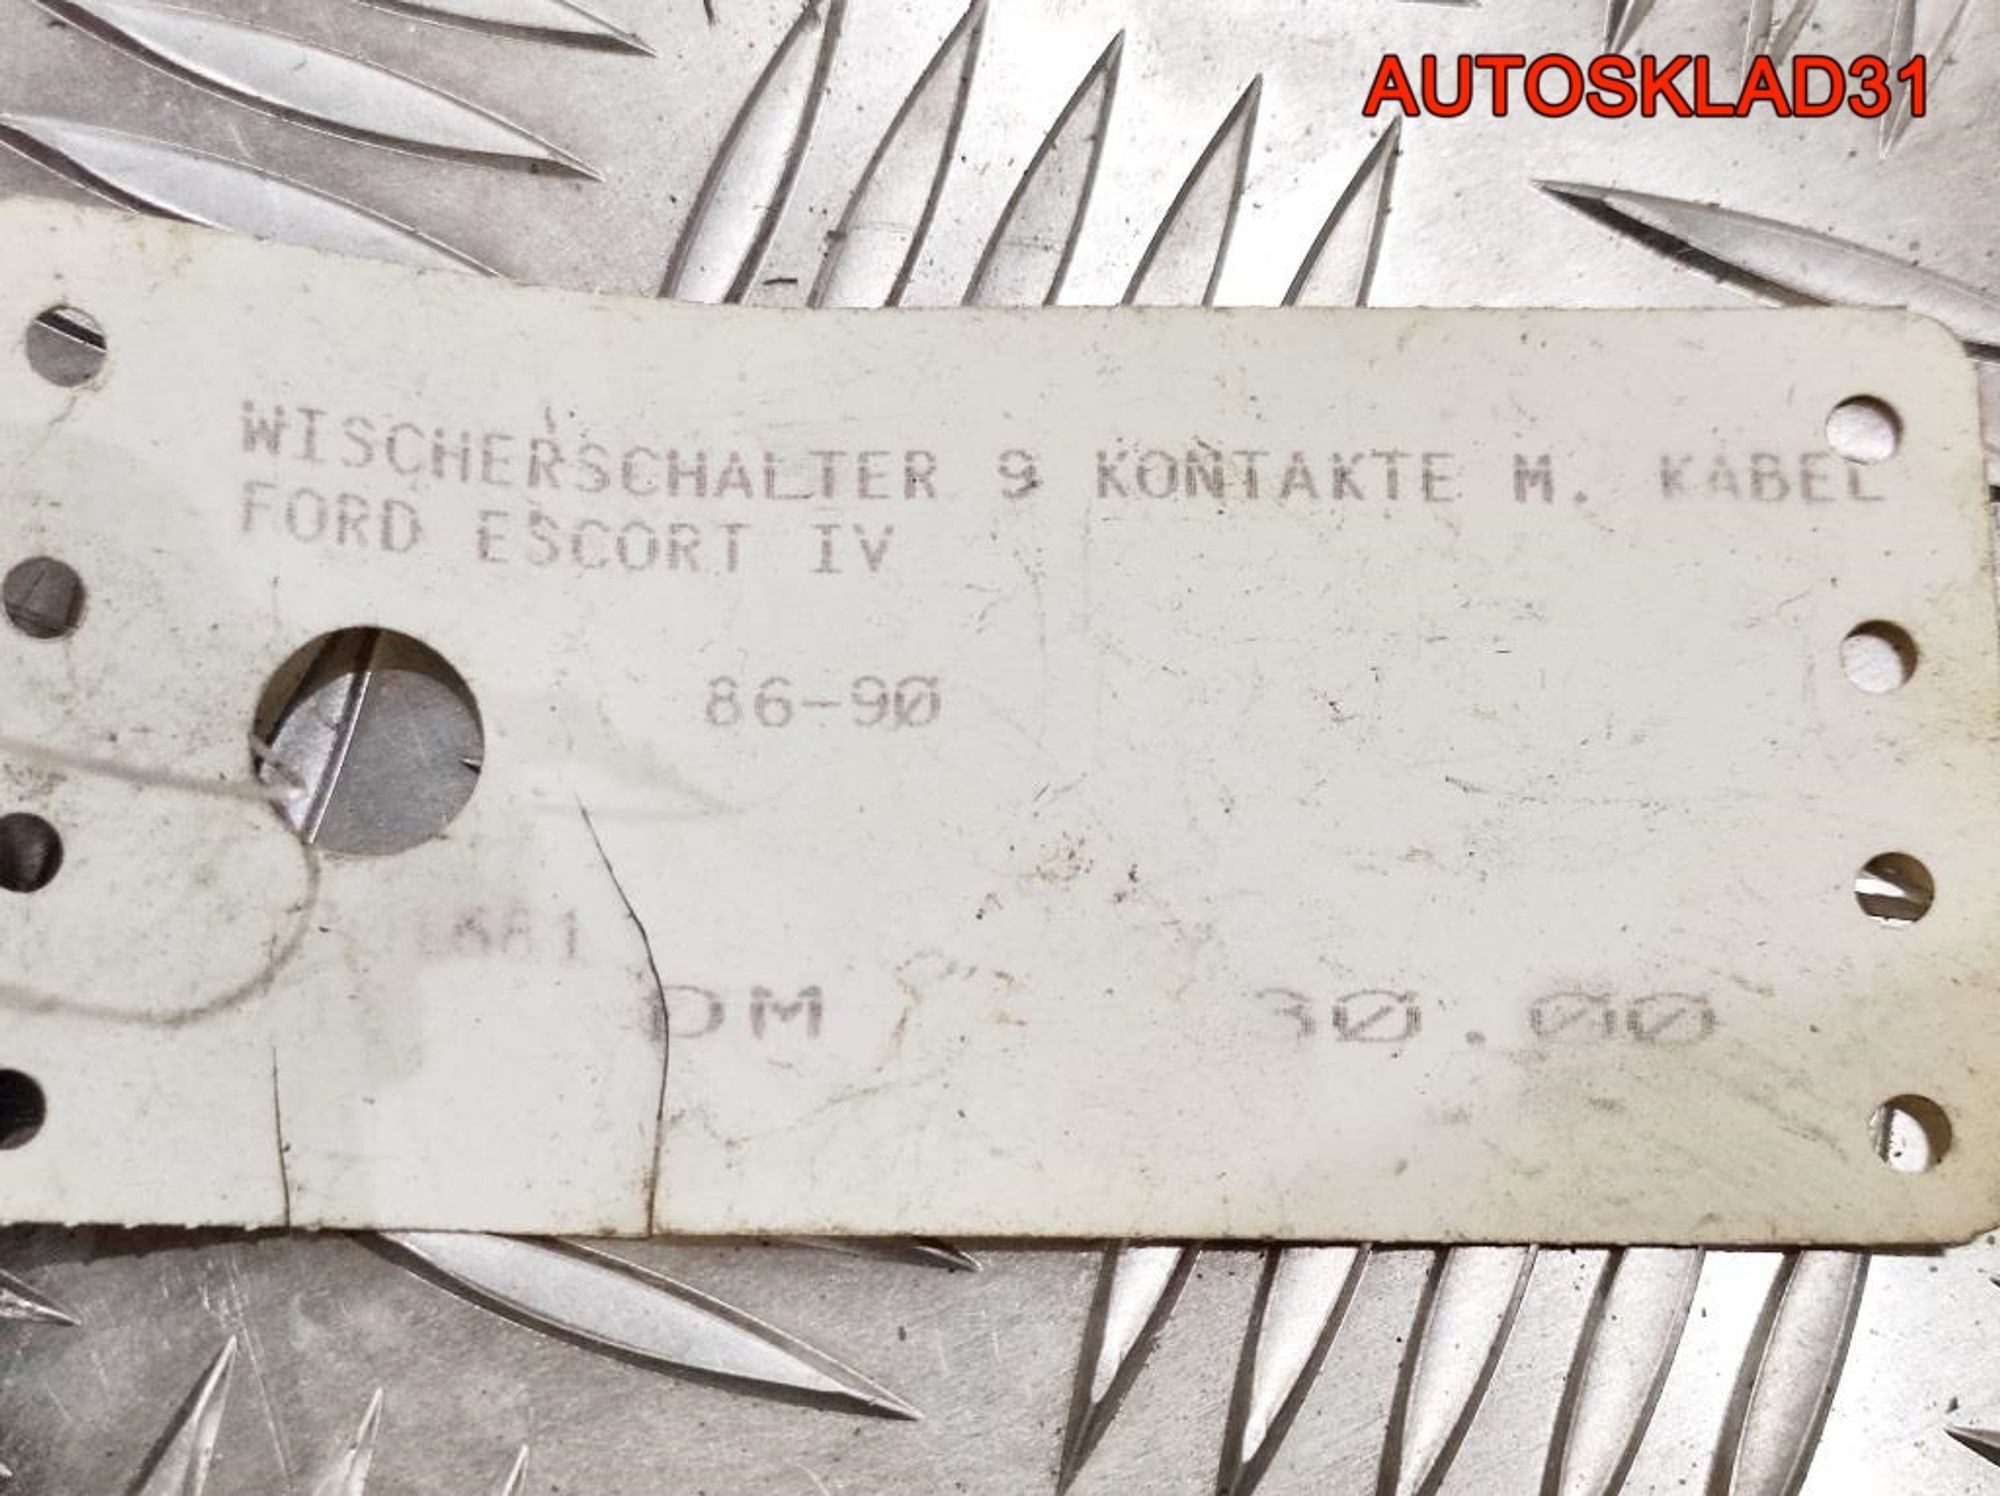 AUTOSKLAD31
WISCHERSCHALTER 9 KONTAKTE M. KABEL
FORD ESCORT IV
86-90
DM 30.00